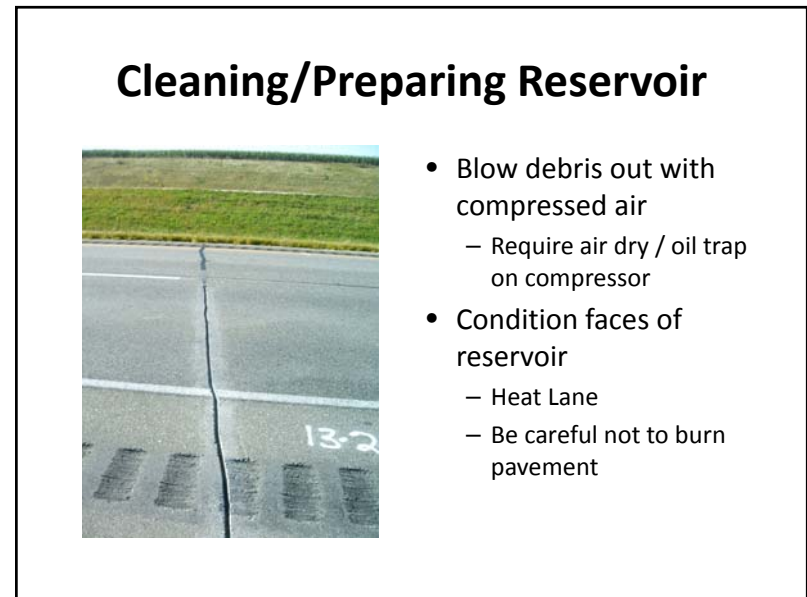 Cleaning/Preparing Reservoir
• Blow debris out with
compressed air
– Require air dry / oil trap
on compressor
• Condition faces of
reservoir
– Heat Lane
– Be careful not to burn
pavement
13-2